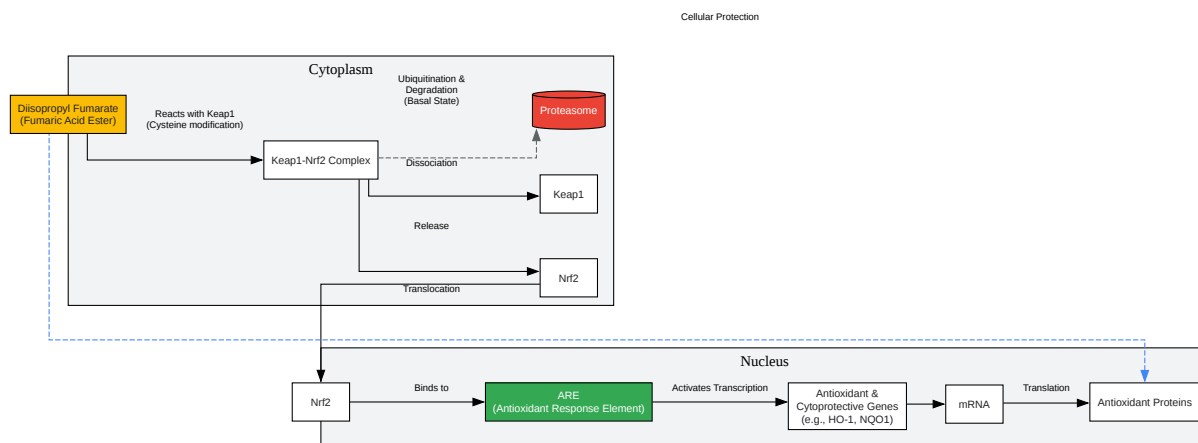 Cellular Protection
Cytoplasm
Ubiquitination &
Degradation
(Basal State)
Diisopropyl Fumarate
(Fumaric Acid Ester)
Reacts with Keap1
(Cysteine modification)
Proteasome
Keap1-Nrf2 Complex
Dissociation
Keap1
Release
Nrf2
Translocation
Nucleus
Nrf2
Binds to
ARE
(Antioxidant Response Element)
Activates Transcription
Antioxidant &
Cytoprotective Genes
(e.g., HO-1, NQO1)
mRNA
Translation
Antioxidant Proteins